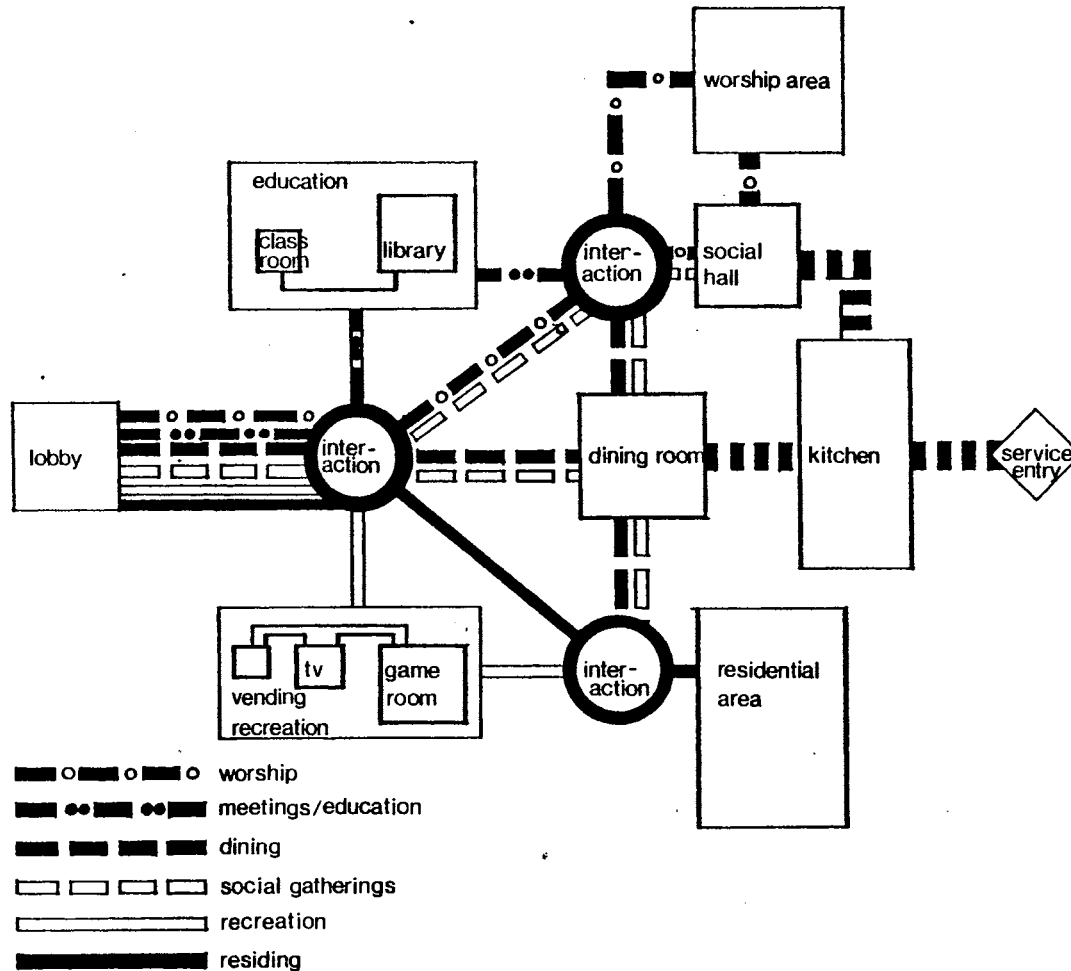 worship area
education
class
room
library
inter-
action
social
hall
lobby
inter-
action
dining room
kitchen
service
entry
tv
game
room
vending
recreation
inter-
action
residential
area
worship
meetings/education
dining
social gatherings
recreation
residing